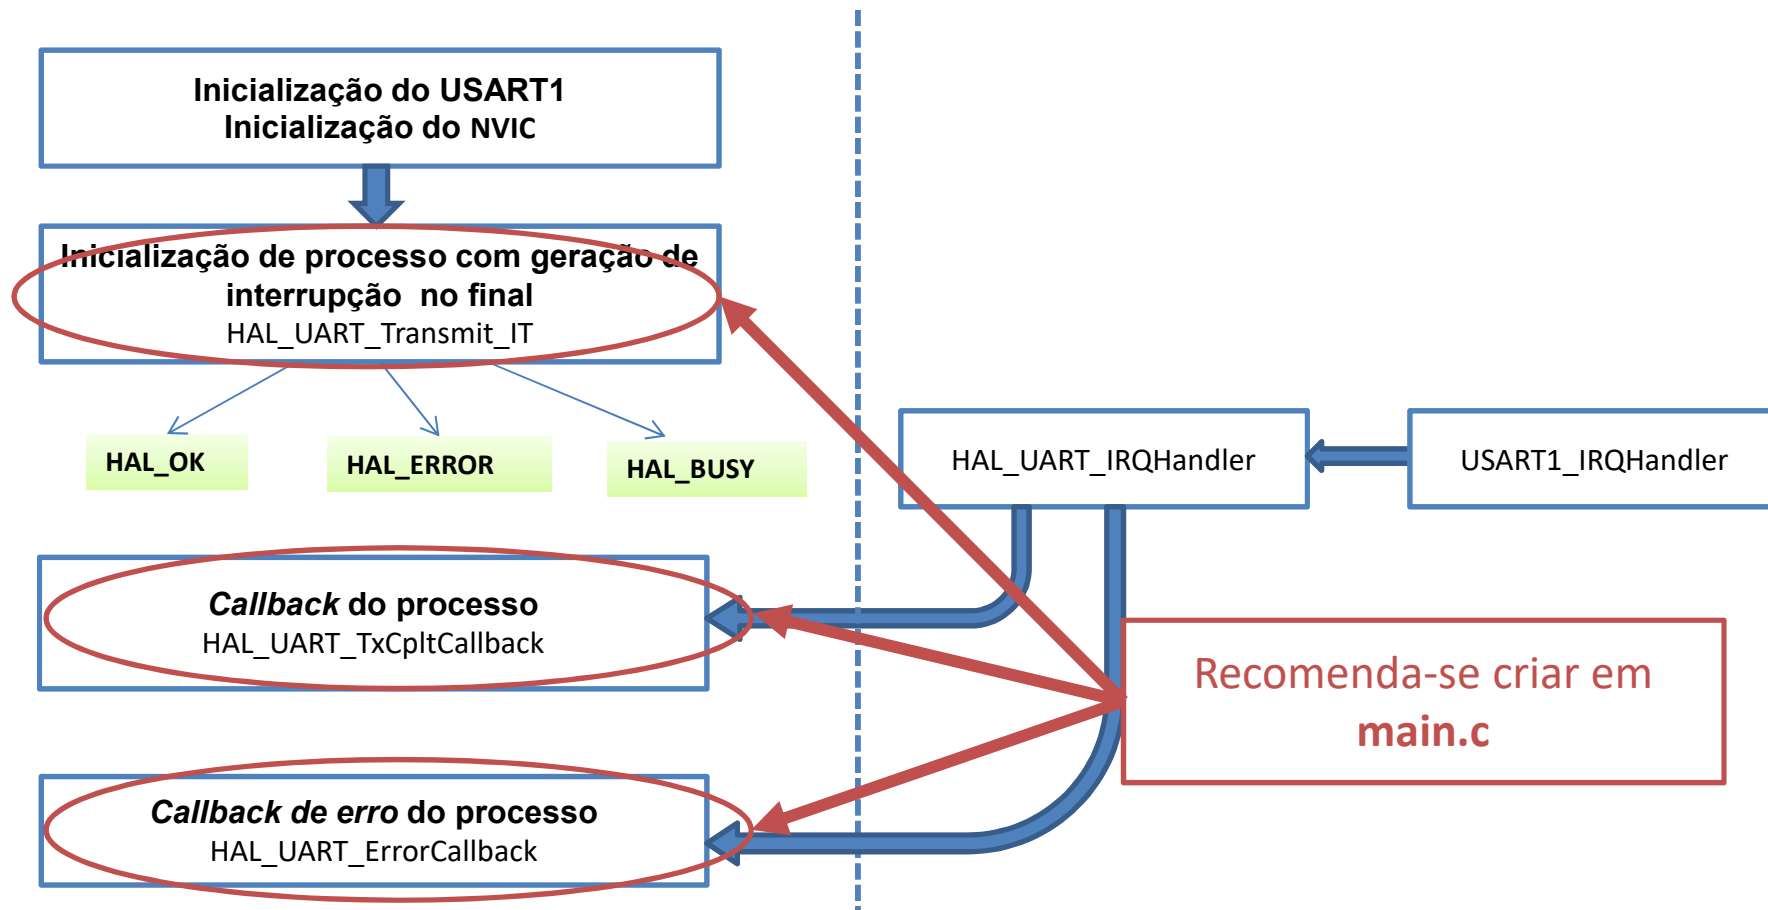 Inicialização do USART1
Inicialização do NVIC
Inicialização de processo com geração de
interrupção no final
HAL_UART_Transmit_IT
HAL_OK
HAL_ERROR
HAL_BUSY
HAL_UART_IRQHandler
USART1_IRQHandler
Callback do processo
HAL_UART_TxCpltCallback
Recomenda-se criar em
main.c
Callback de erro do processo
HAL_UART_ErrorCallback